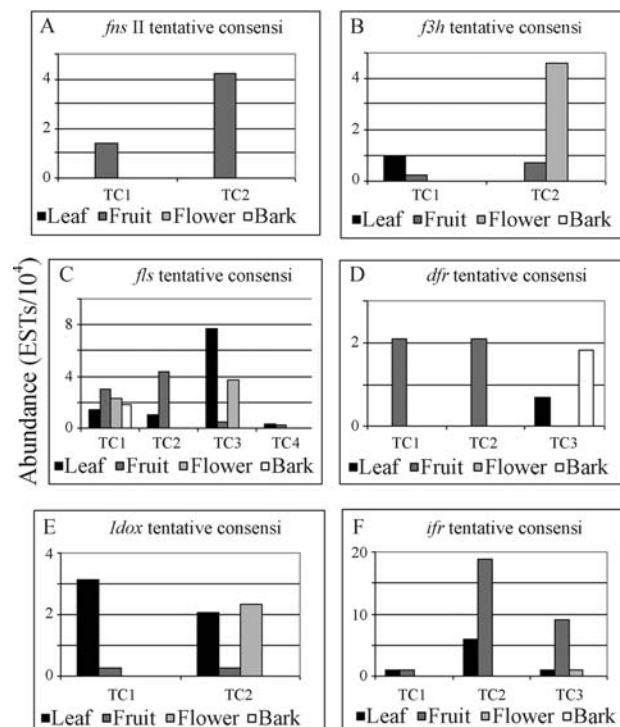 A fns II tentative consensi
4
2
0
TC1 TC2
Leaf Fruit Flower Bark
B f3h tentative consensi
4
2
0
TC1 TC2
Leaf Fruit Flower Bark
Abundance (ESTs/10⁴)
C fls tentative consensi
8
4
0
TC1 TC2 TC3 TC4
Leaf Fruit Flower Bark
D dfr tentative consensi
2
0
TC1 TC2 TC3
Leaf Fruit Flower Bark
E ldox tentative consensi
4
2
0
TC1 TC2
Leaf Fruit Flower Bark
F ifr tentative consensi
20
10
0
TC1 TC2 TC3
Leaf Fruit Flower Bark